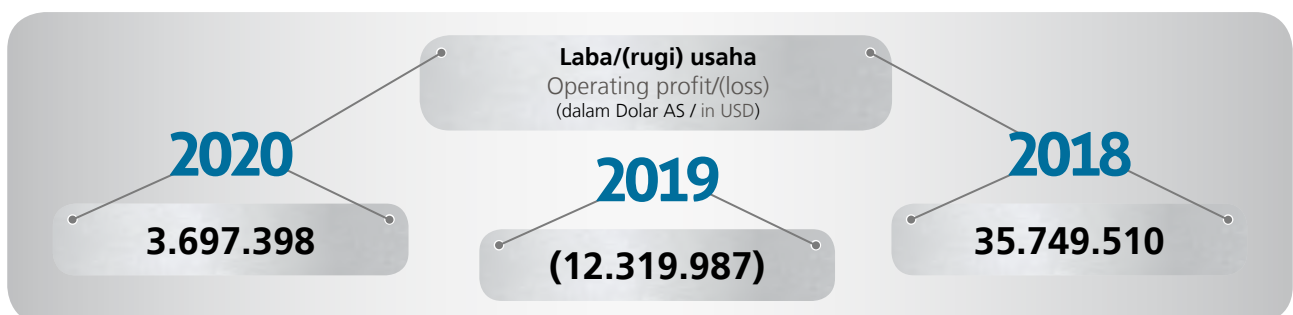 Laba/(rugi) usaha
Operating profit/(loss)
(dalam Dolar AS / in USD)
2020
3.697.398
2019
(12.319.987)
2018
35.749.510